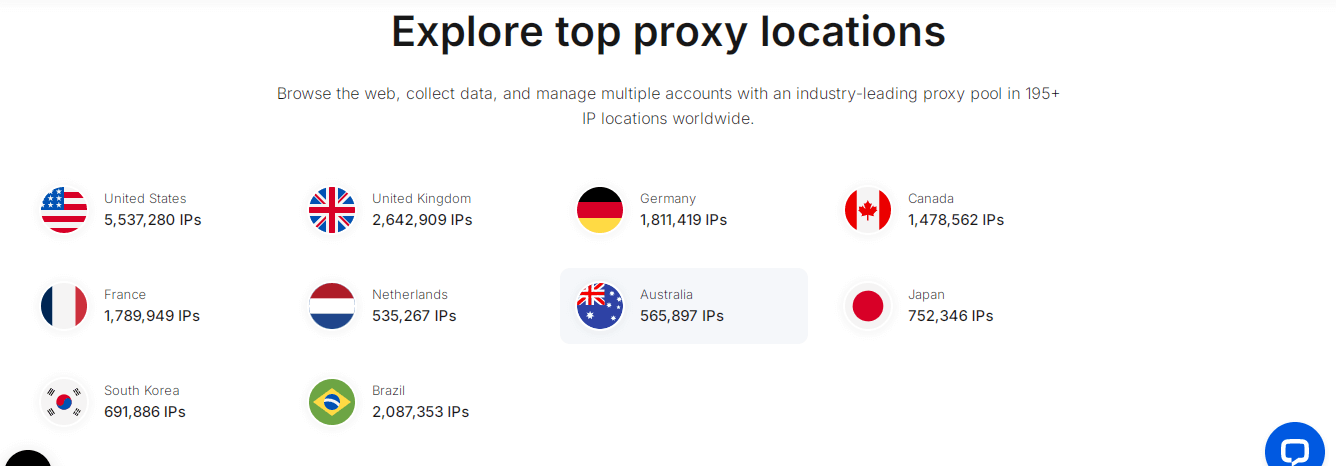 Explore top proxy locations
Browse the web, collect data, and manage multiple accounts with an industry-leading proxy pool in 195+
IP locations worldwide.
United States
5,537,280 IPs
United Kingdom
2,642,909 IPs
Germany
1,811,419 IPs
Canada
1,478,562 IPs
France
1,789,949 IPs
Netherlands
535,267 IPs
Australia
565,897 IPs
Japan
752,346 IPs
South Korea
691,886 IPs
Brazil
2,087,353 IPs